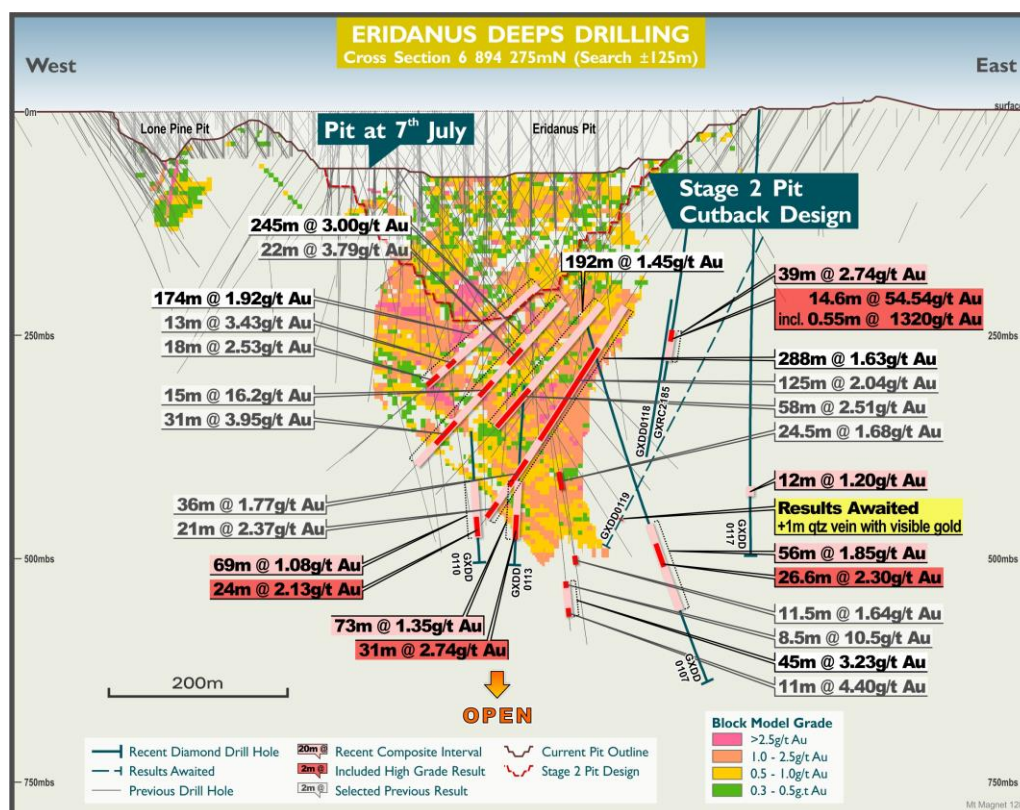 ERIDANUS DEEPS DRILLING
Cross Section 6 894 275mN (Search ±125m)
West
East
0m
surface
Lone Pine Pit
Pit at 7th July
Eridanus Pit
Stage 2 Pit
Cutback Design
245m @ 3.00g/t Au
22m @ 3.79g/t Au
192m @ 1.45g/t Au
39m @ 2.74g/t Au
174m @ 1.92g/t Au
14.6m @ 54.54g/t Au
incl. 0.55m @ 1320g/t Au
13m @ 3.43g/t Au
18m @ 2.53g/t Au
250mbs
250mbs
288m @ 1.63g/t Au
125m @ 2.04g/t Au
15m @ 16.2g/t Au
58m @ 2.51g/t Au
31m @ 3.95g/t Au
24.5m @ 1.68g/t Au
GXDD0118
GXRC2185
12m @ 1.20g/t Au
36m @ 1.77g/t Au
Results Awaited
+1m qtz vein with visible gold
21m @ 2.37g/t Au
GXDD0119
GXDD
0117
500mbs
500mbs
56m @ 1.85g/t Au
69m @ 1.08g/t Au
26.6m @ 2.30g/t Au
24m @ 2.13g/t Au
GXDD
0110
GXDD
0113
11.5m @ 1.64g/t Au
73m @ 1.35g/t Au
8.5m @ 10.5g/t Au
31m @ 2.74g/t Au
45m @ 3.23g/t Au
11m @ 4.40g/t Au
GXDD
0107
200m
OPEN
Recent Diamond Drill Hole
Results Awaited
Previous Drill Hole
20m @
Recent Composite Interval
2m @
Included High Grade Result
2m @
Selected Previous Result
Current Pit Outline
Stage 2 Pit Design
Block Model Grade
>2.5g/t Au
1.0 - 2.5g/t Au
0.5 - 1.0g/t Au
0.3 - 0.5g.t Au
750mbs
750mbs